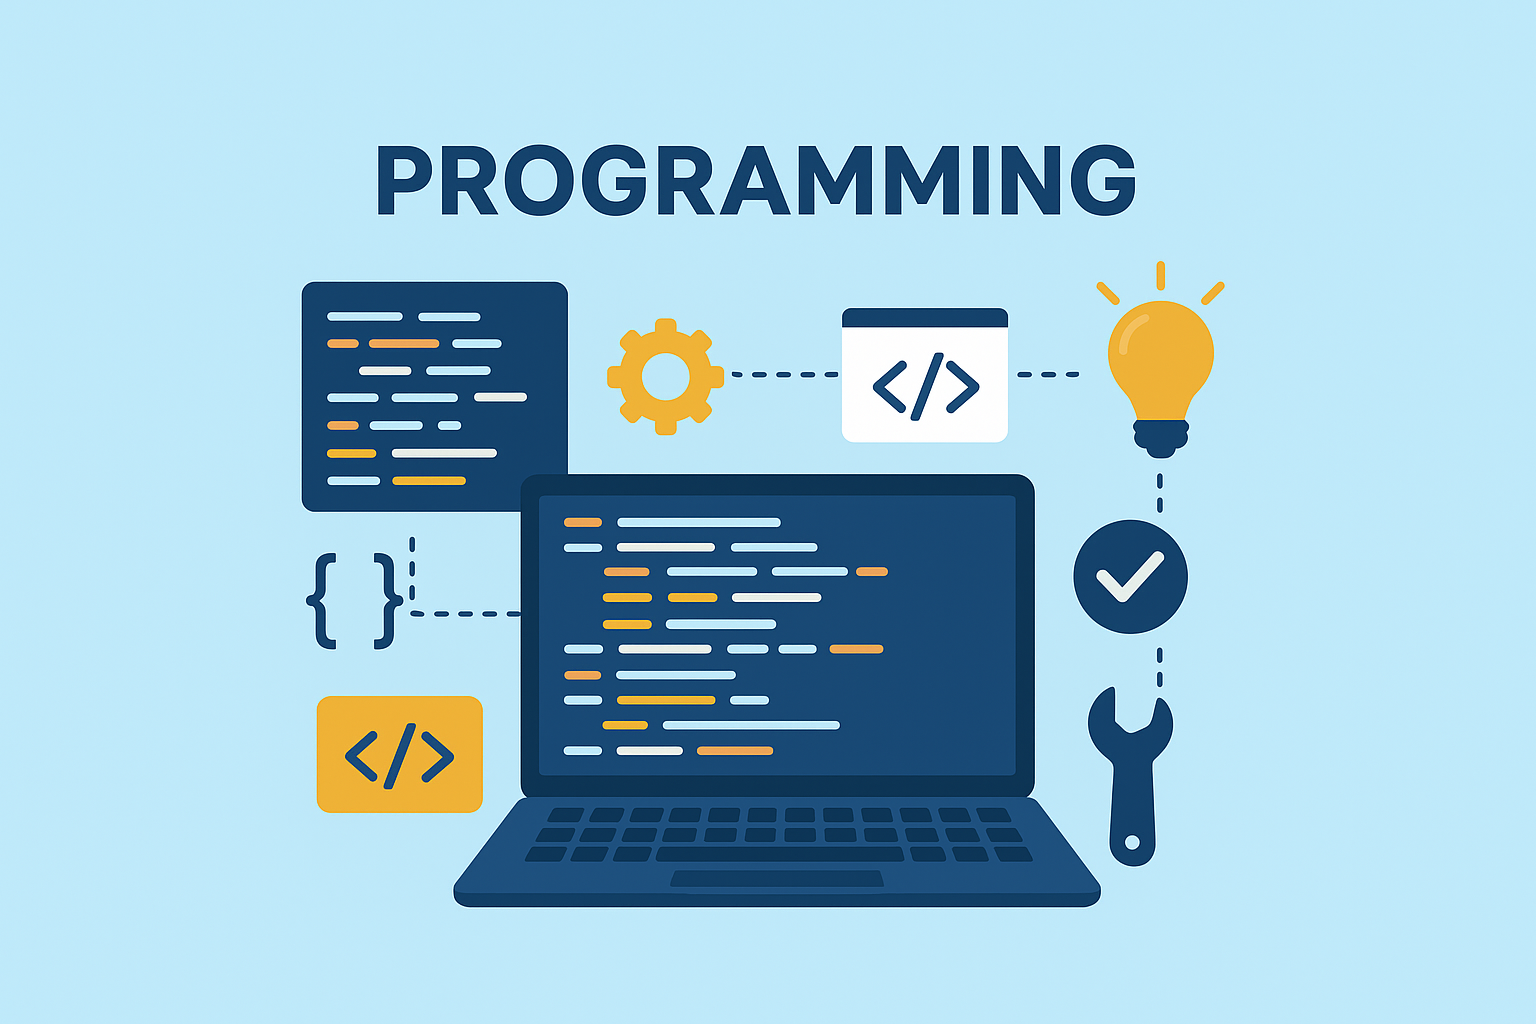 PROGRAMMING
</>
{ }
</>